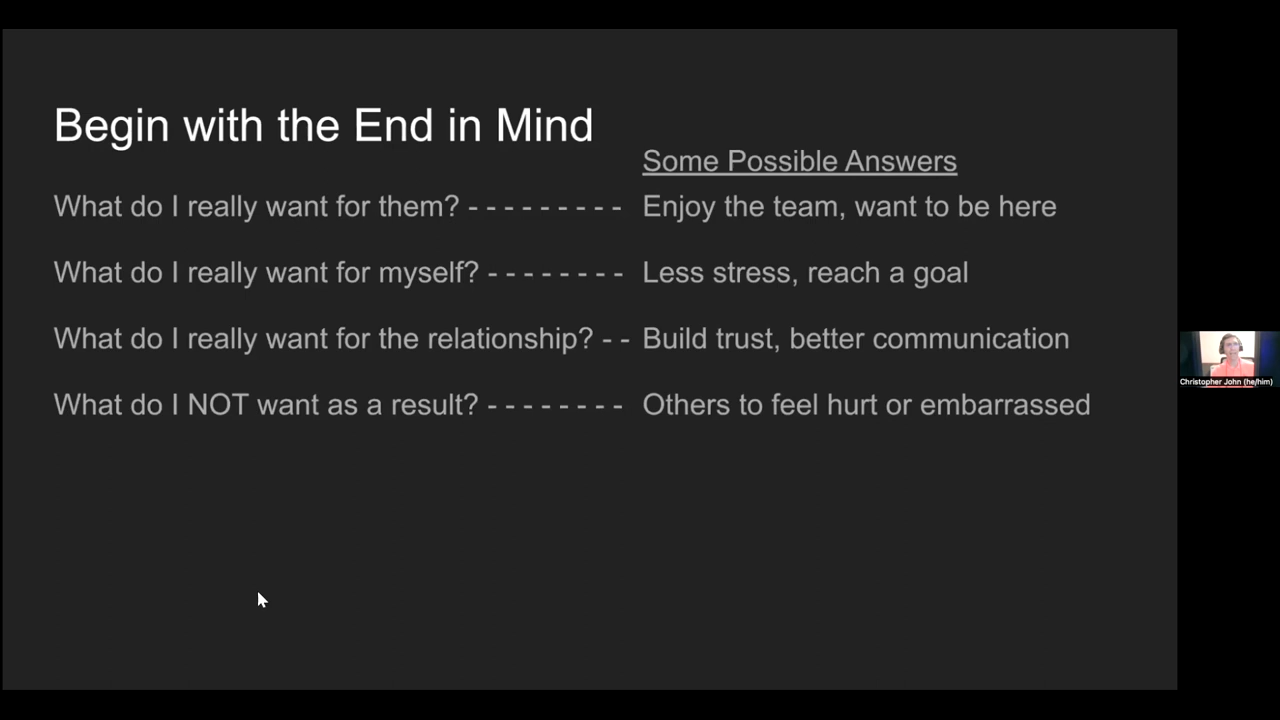 Begin with the End in Mind
Some Possible Answers
What do I really want for them? - - - - - - - - - Enjoy the team, want to be here
What do I really want for myself? - - - - - - - - Less stress, reach a goal
What do I really want for the relationship? - - Build trust, better communication
What do I NOT want as a result? - - - - - - - - Others to feel hurt or embarrassed
Christopher John (he/him)